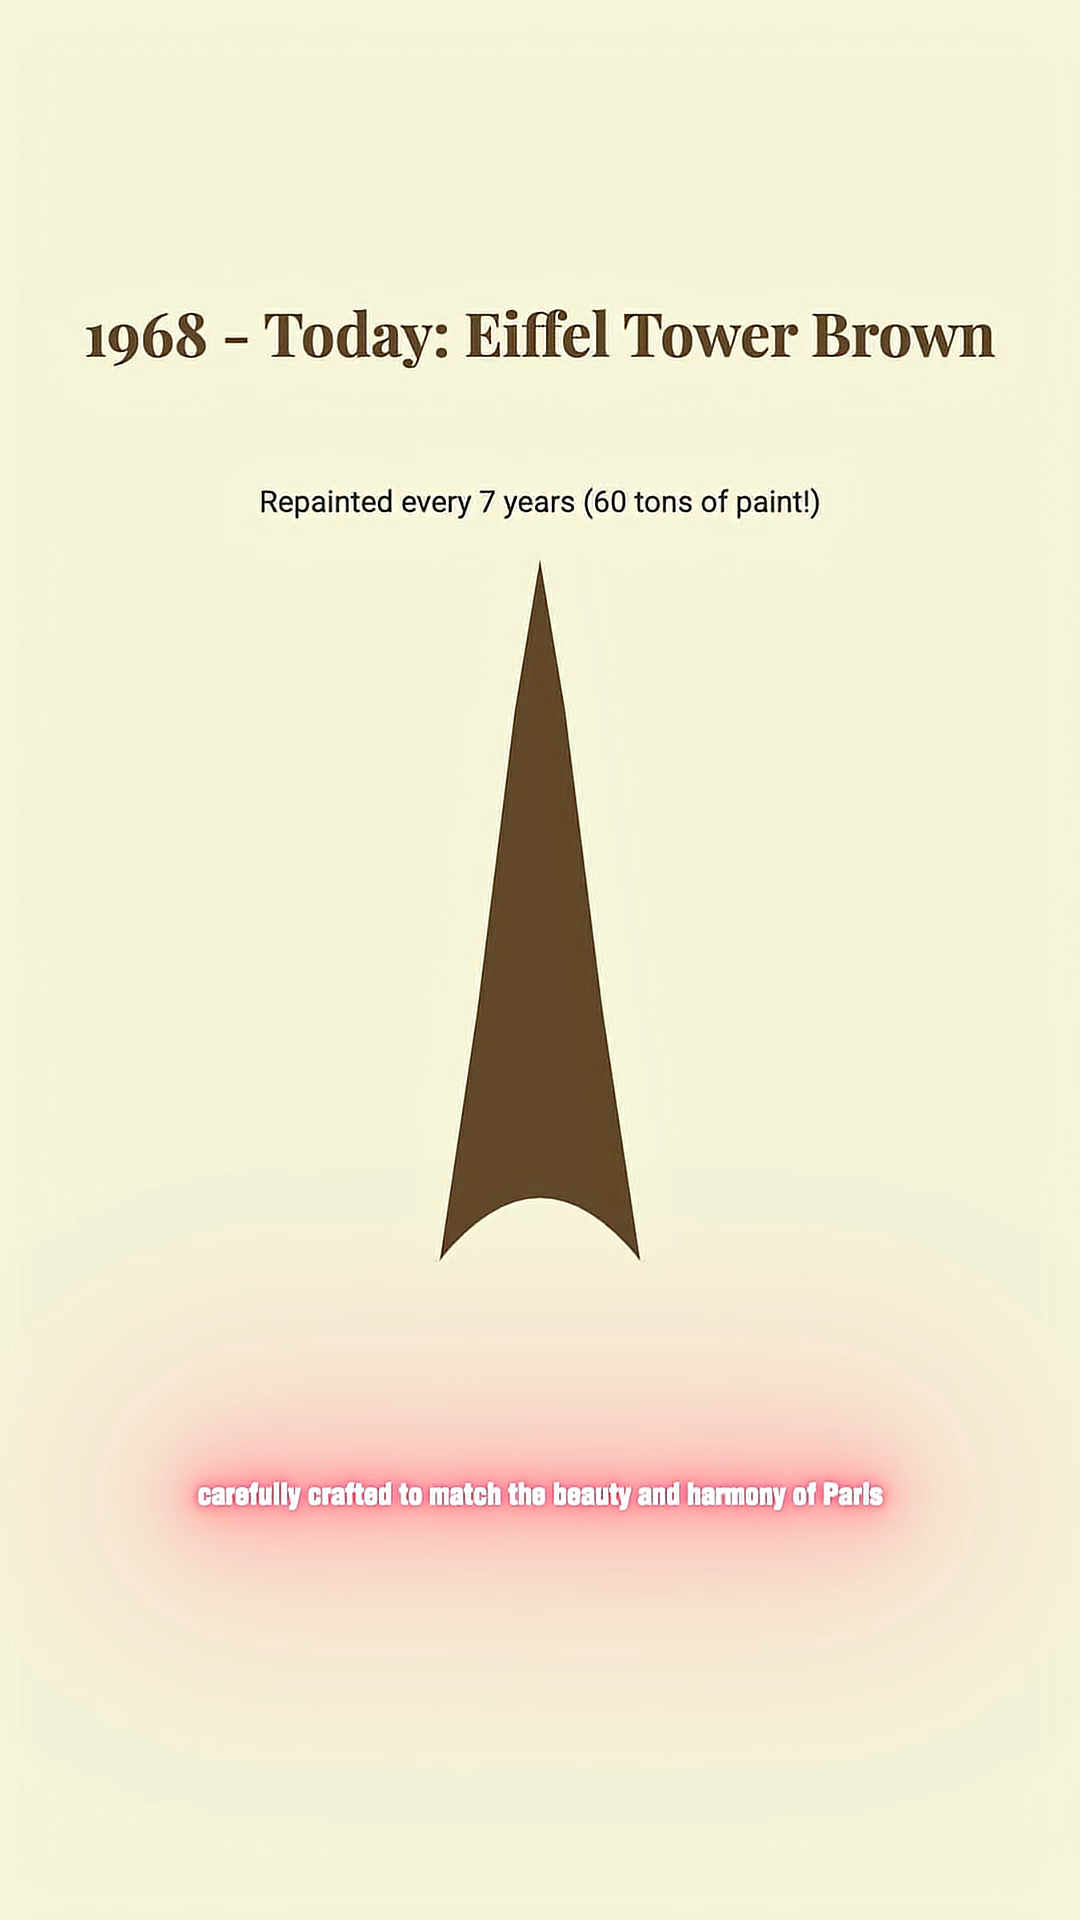 1968 – Today: Eiffel Tower Brown
Repainted every 7 years (60 tons of paint!)
carefully crafted to match the beauty and harmony of Paris